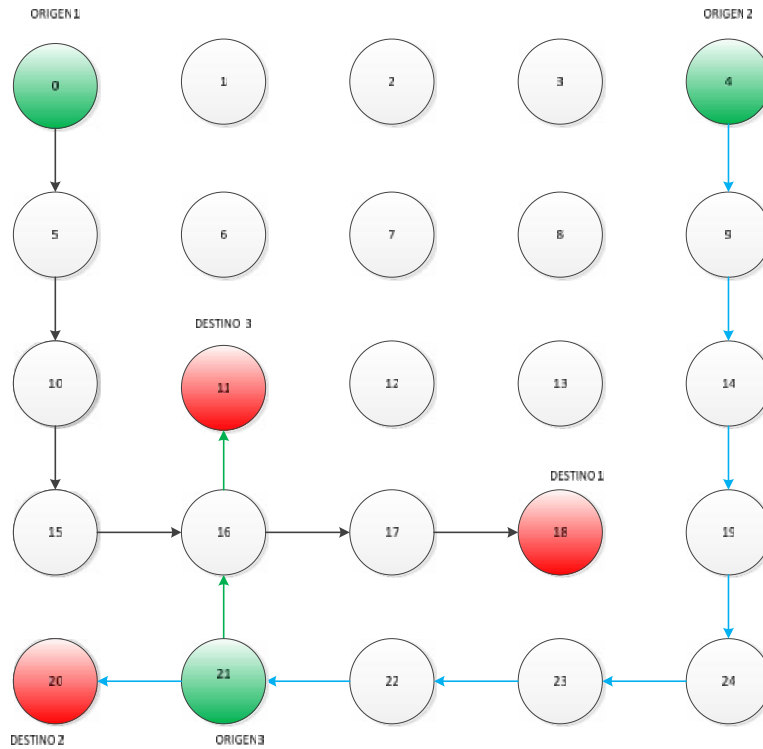 ORIGEN 1
ORIGEN 2
0 1 2 3 4
5 6 7 8 9
DESTINO 3
10 11 12 13 14
DESTINO 1
15 16 17 18 19
20 21 22 23 24
DESTINO 2
ORIGEN3